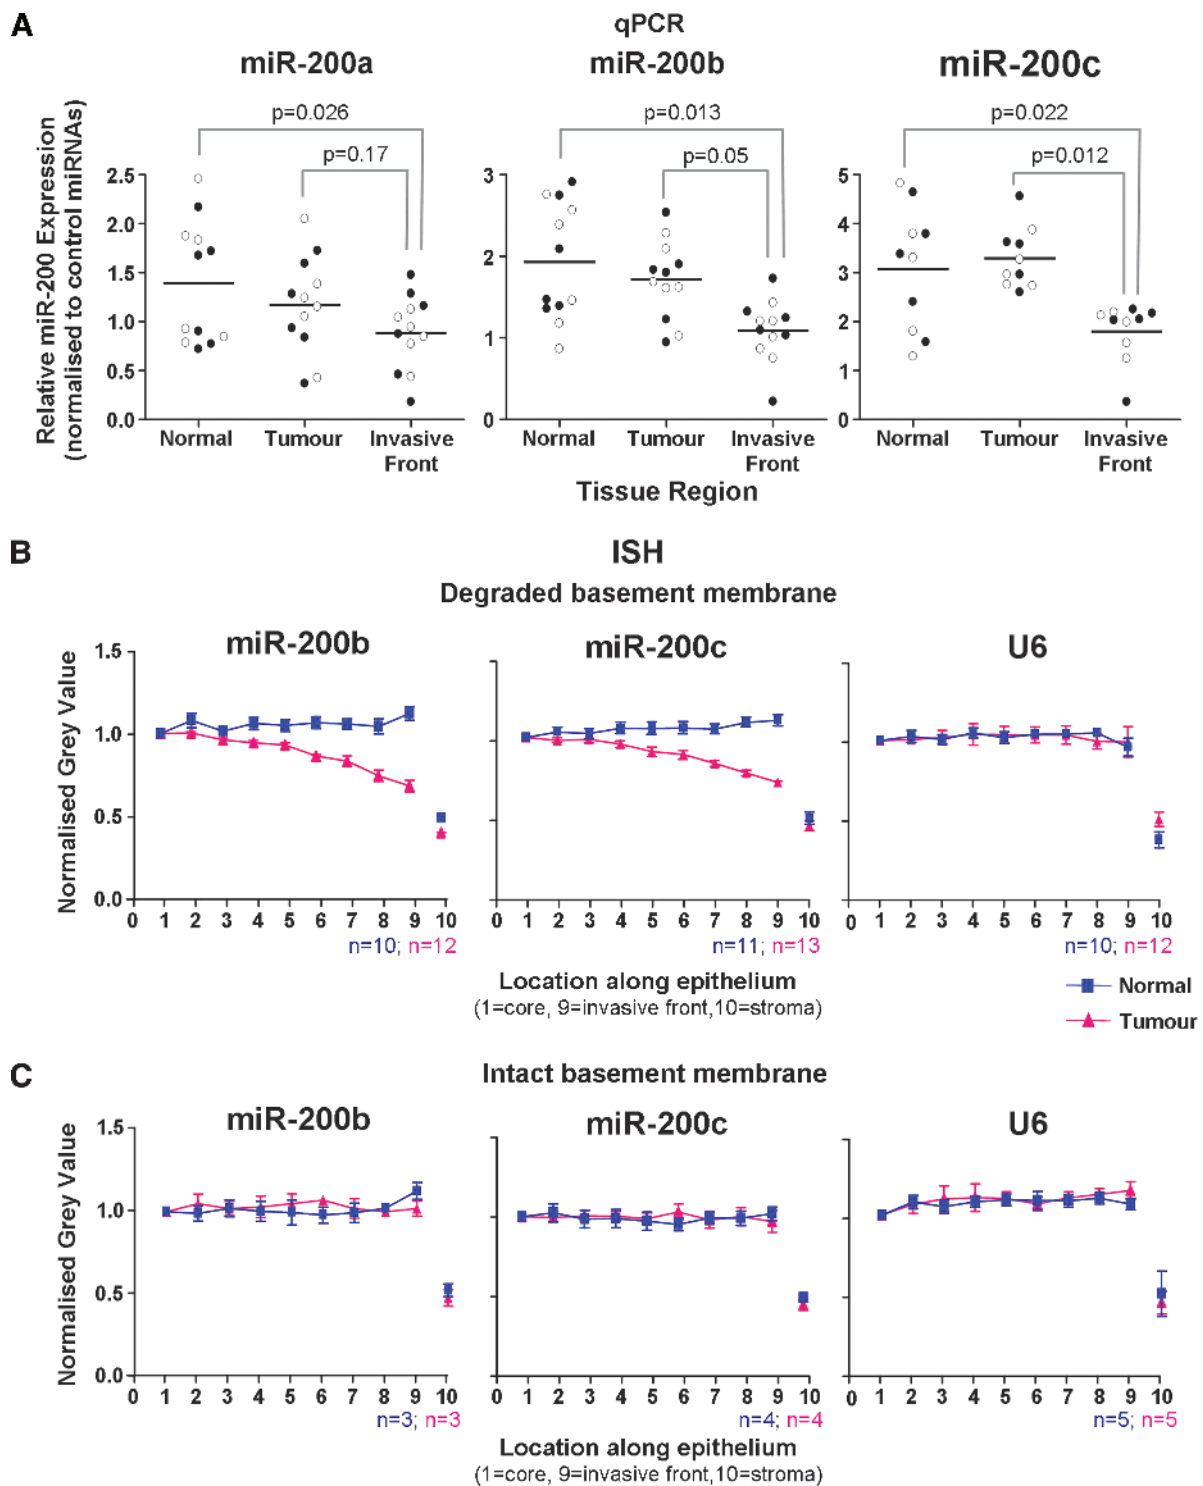 A
qPCR
miR-200a
miR-200b
miR-200c
Relative miR-200 Expression
(normalised to control miRNAs)
p=0.026
p=0.17
2.5
2.0
1.5
1.0
0.5
0.0
Normal Tumour Invasive
Front
p=0.013
p=0.05
3
2
1
0
Normal Tumour Invasive
Front
p=0.022
p=0.012
5
4
3
2
1
0
Normal Tumour Invasive
Front
Tissue Region
B
ISH
Degraded basement membrane
miR-200b
miR-200c
U6
Normalised Grey Value
1.5
1.0
0.5
0.0
0 1 2 3 4 5 6 7 8 9 10
n=10; n=12
0 1 2 3 4 5 6 7 8 9 10
n=11; n=13
0 1 2 3 4 5 6 7 8 9 10
n=10; n=12
Location along epithelium
(1=core, 9=invasive front,10=stroma)
Normal
Tumour
C
Intact basement membrane
miR-200b
miR-200c
U6
Normalised Grey Value
1.5
1.0
0.5
0.0
0 1 2 3 4 5 6 7 8 9 10
n=3; n=3
0 1 2 3 4 5 6 7 8 9 10
n=4; n=4
0 1 2 3 4 5 6 7 8 9 10
n=5; n=5
Location along epithelium
(1=core, 9=invasive front,10=stroma)